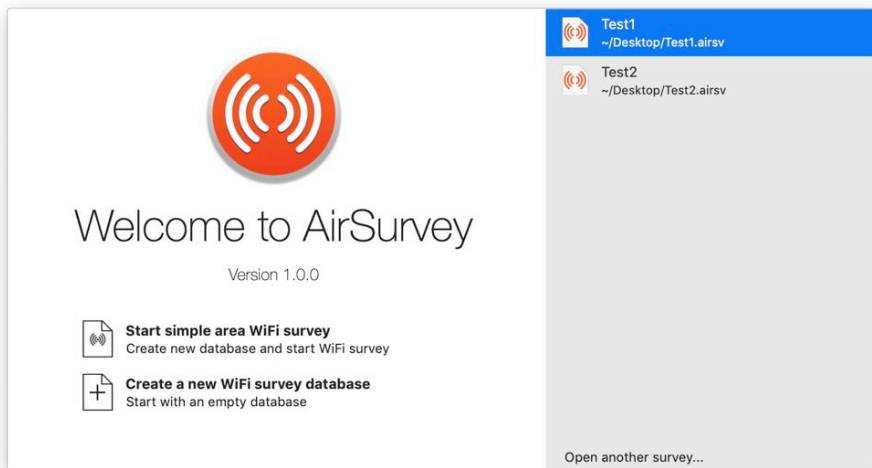 Welcome to AirSurvey
Version 1.0.0
Start simple area WiFi survey
Create new database and start WiFi survey
Create a new WiFi survey database
Start with an empty database
Test1
~/Desktop/Test1.airsv
Test2
~/Desktop/Test2.airsv
Open another survey...